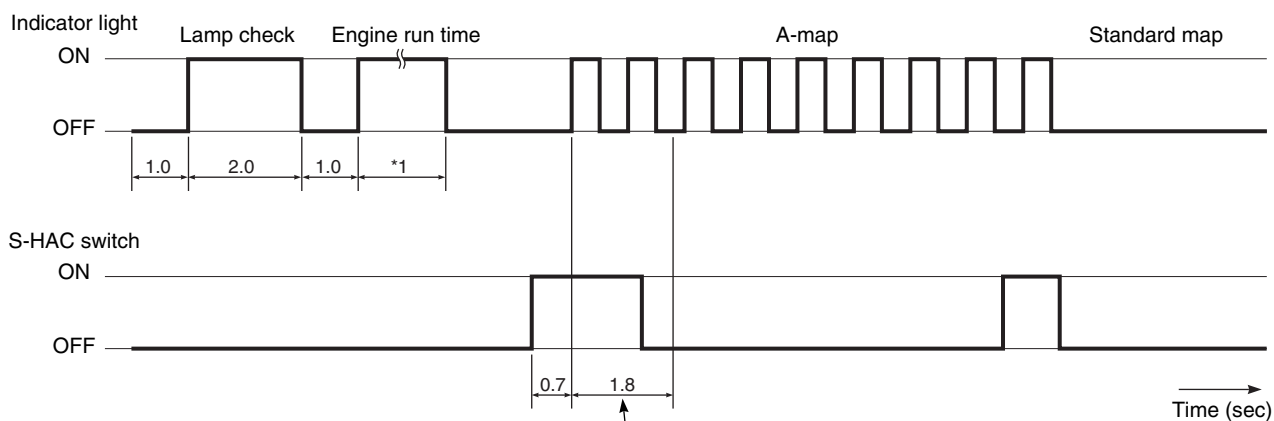 Indicator light
Lamp check Engine run time A-map Standard map
ON
OFF
1.0 2.0 1.0 *1
S-HAC switch
ON
OFF
0.7 1.8
Time (sec)